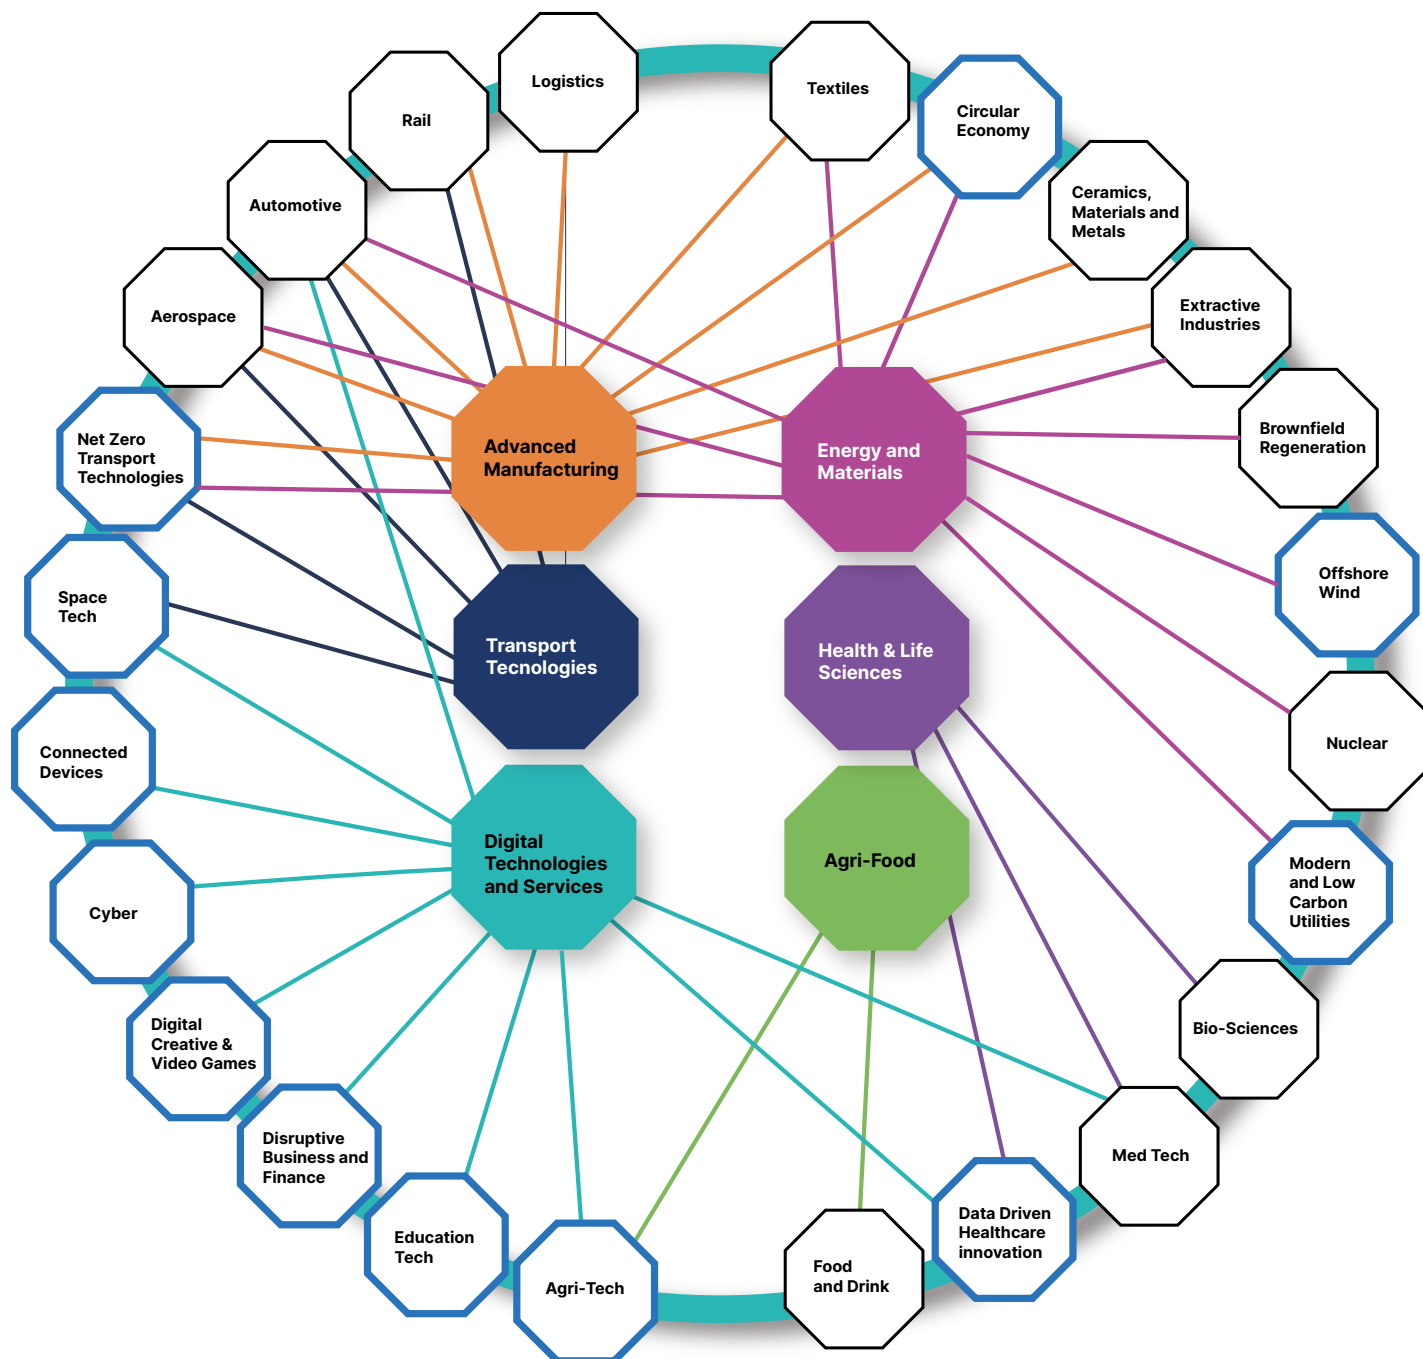 Logistics
Textiles
Rail
Circular
Economy
Automotive
Ceramics,
Materials and
Metals
Aerospace
Extractive
Industries
Net Zero
Transport
Technologies
Advanced
Manufacturing
Energy and
Materials
Brownfield
Regeneration
Space
Tech
Transport
Tecnologies
Health & Life
Sciences
Offshore
Wind
Connected
Devices
Nuclear
Digital
Technologies
and Services
Agri-Food
Modern
and Low
Carbon
Utilities
Cyber
Digital
Creative &
Video Games
Bio-Sciences
Disruptive
Business and
Finance
Med Tech
Education
Tech
Data Driven
Healthcare
innovation
Agri-Tech
Food
and Drink